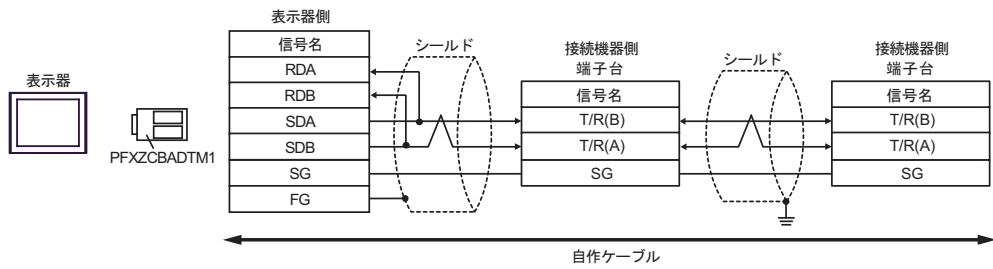 表示器
PFXZCBADTM1
表示器側
信号名
RDA
RDB
SDA
SDB
SG
FG
シールド
接続機器側
端子台
信号名
T/R(B)
T/R(A)
SG
シールド
接続機器側
端子台
信号名
T/R(B)
T/R(A)
SG
自作ケーブル